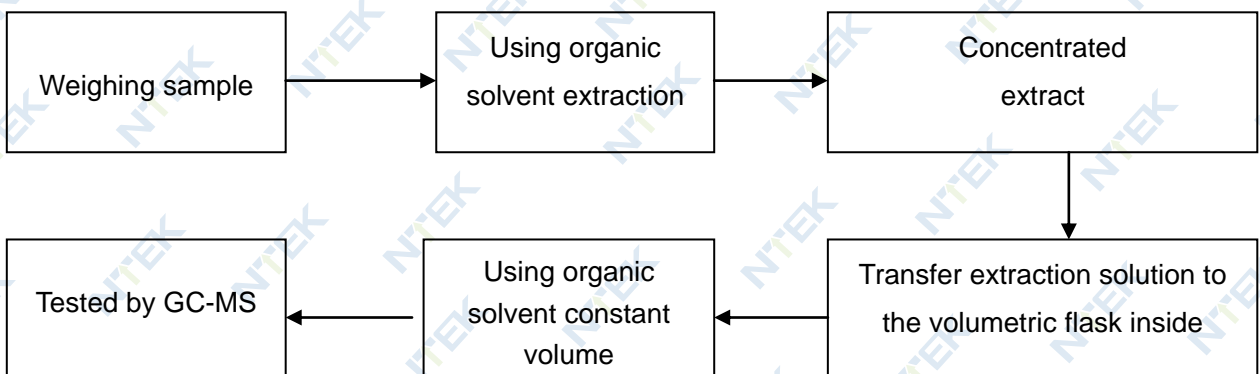 Weighing sample
Using organic
solvent extraction
Concentrated
extract
Transfer extraction solution to
the volumetric flask inside
Using organic
solvent constant
volume
Tested by GC-MS
NTEK